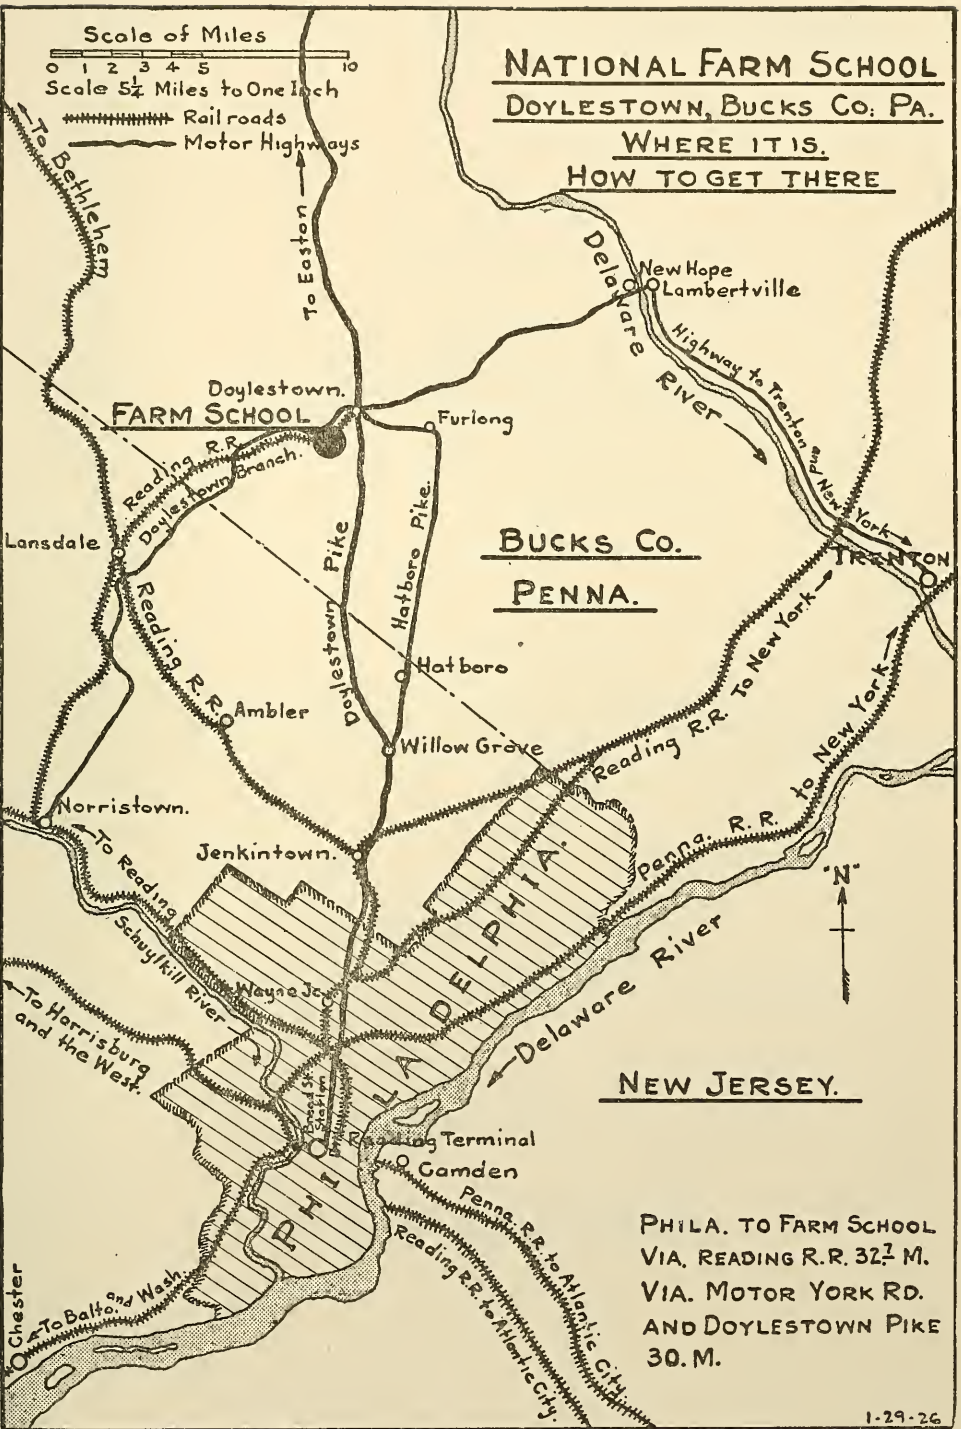 Scale of Miles
0 1 2 3 4 5 10
Scale 5¼ Miles to One Inch
Railroads
Motor Highways
NATIONAL FARM SCHOOL
DOYLESTOWN, BUCKS CO: PA.
WHERE IT IS.
HOW TO GET THERE
To Bethlehem
To Easton
New Hope
Lambertville
Delaware River
Highway to Trenton and New York
Doylestown.
FARM SCHOOL
Furlong
Reading R.R.
Doylestown Branch.
Lansdale
Doylestown Pike
Hatboro Pike.
BUCKS CO.
PENNA.
TRENTON
Reading R.R.
Hatboro
Ambler
Willow Grove
Reading R.R. To New York
Penna. R.R. to New York
Norristown.
Jenkintown.
To Reading
Schuylkill River
Wayne Jc.
PHILADELPHIA.
"N"
Delaware River
To Harrisburg
and the West.
Broad St.
Station
Reading Terminal
Camden
NEW JERSEY.
Penna. R.R. to Atlantic City
Reading R.R. to Atlantic City.
Chester
To Balto. and Wash.
PHILA. TO FARM SCHOOL
VIA. READING R.R. 32.7 M.
VIA. MOTOR YORK RD.
AND DOYLESTOWN PIKE
30. M.
1-29-26